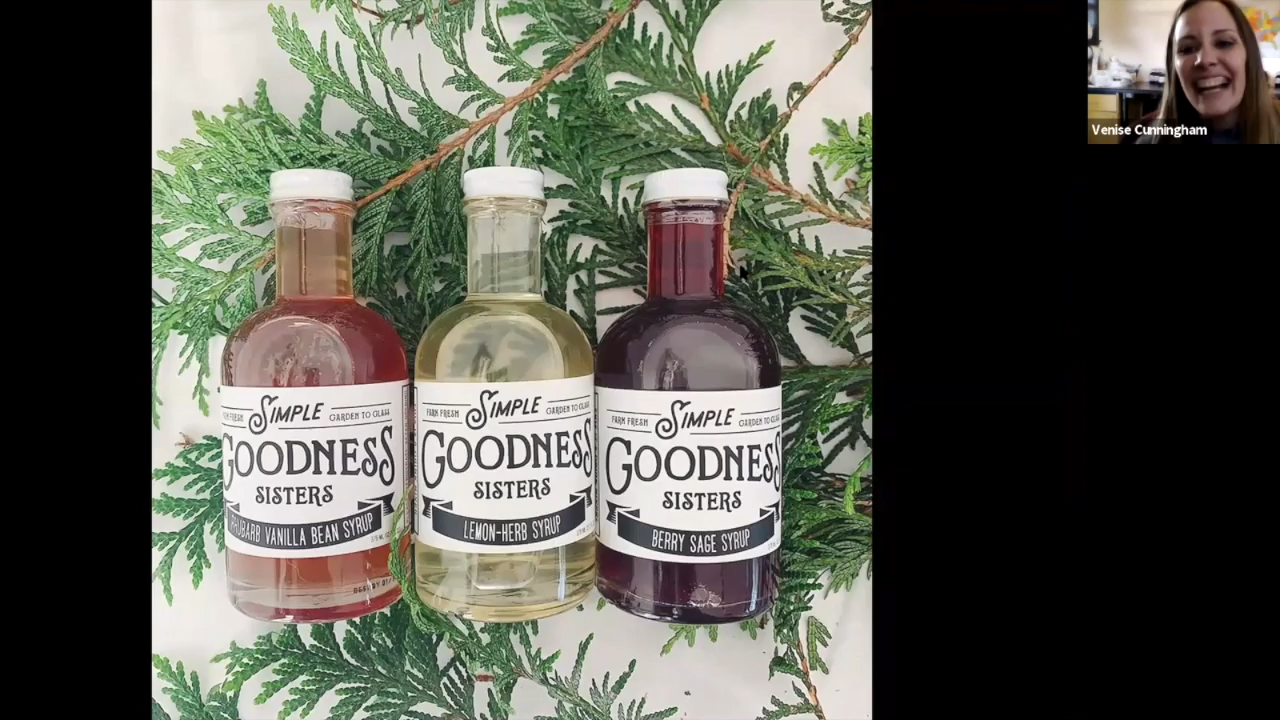 Venise Cunningham
FARM FRESH SIMPLE GARDEN TO GLASS
GOODNESS
SISTERS
RHUBARB VANILLA BEAN SYRUP
FARM FRESH SIMPLE GARDEN TO GLASS
GOODNESS
SISTERS
LEMON-HERB SYRUP
FARM FRESH SIMPLE GARDEN TO GLASS
GOODNESS
SISTERS
BERRY SAGE SYRUP